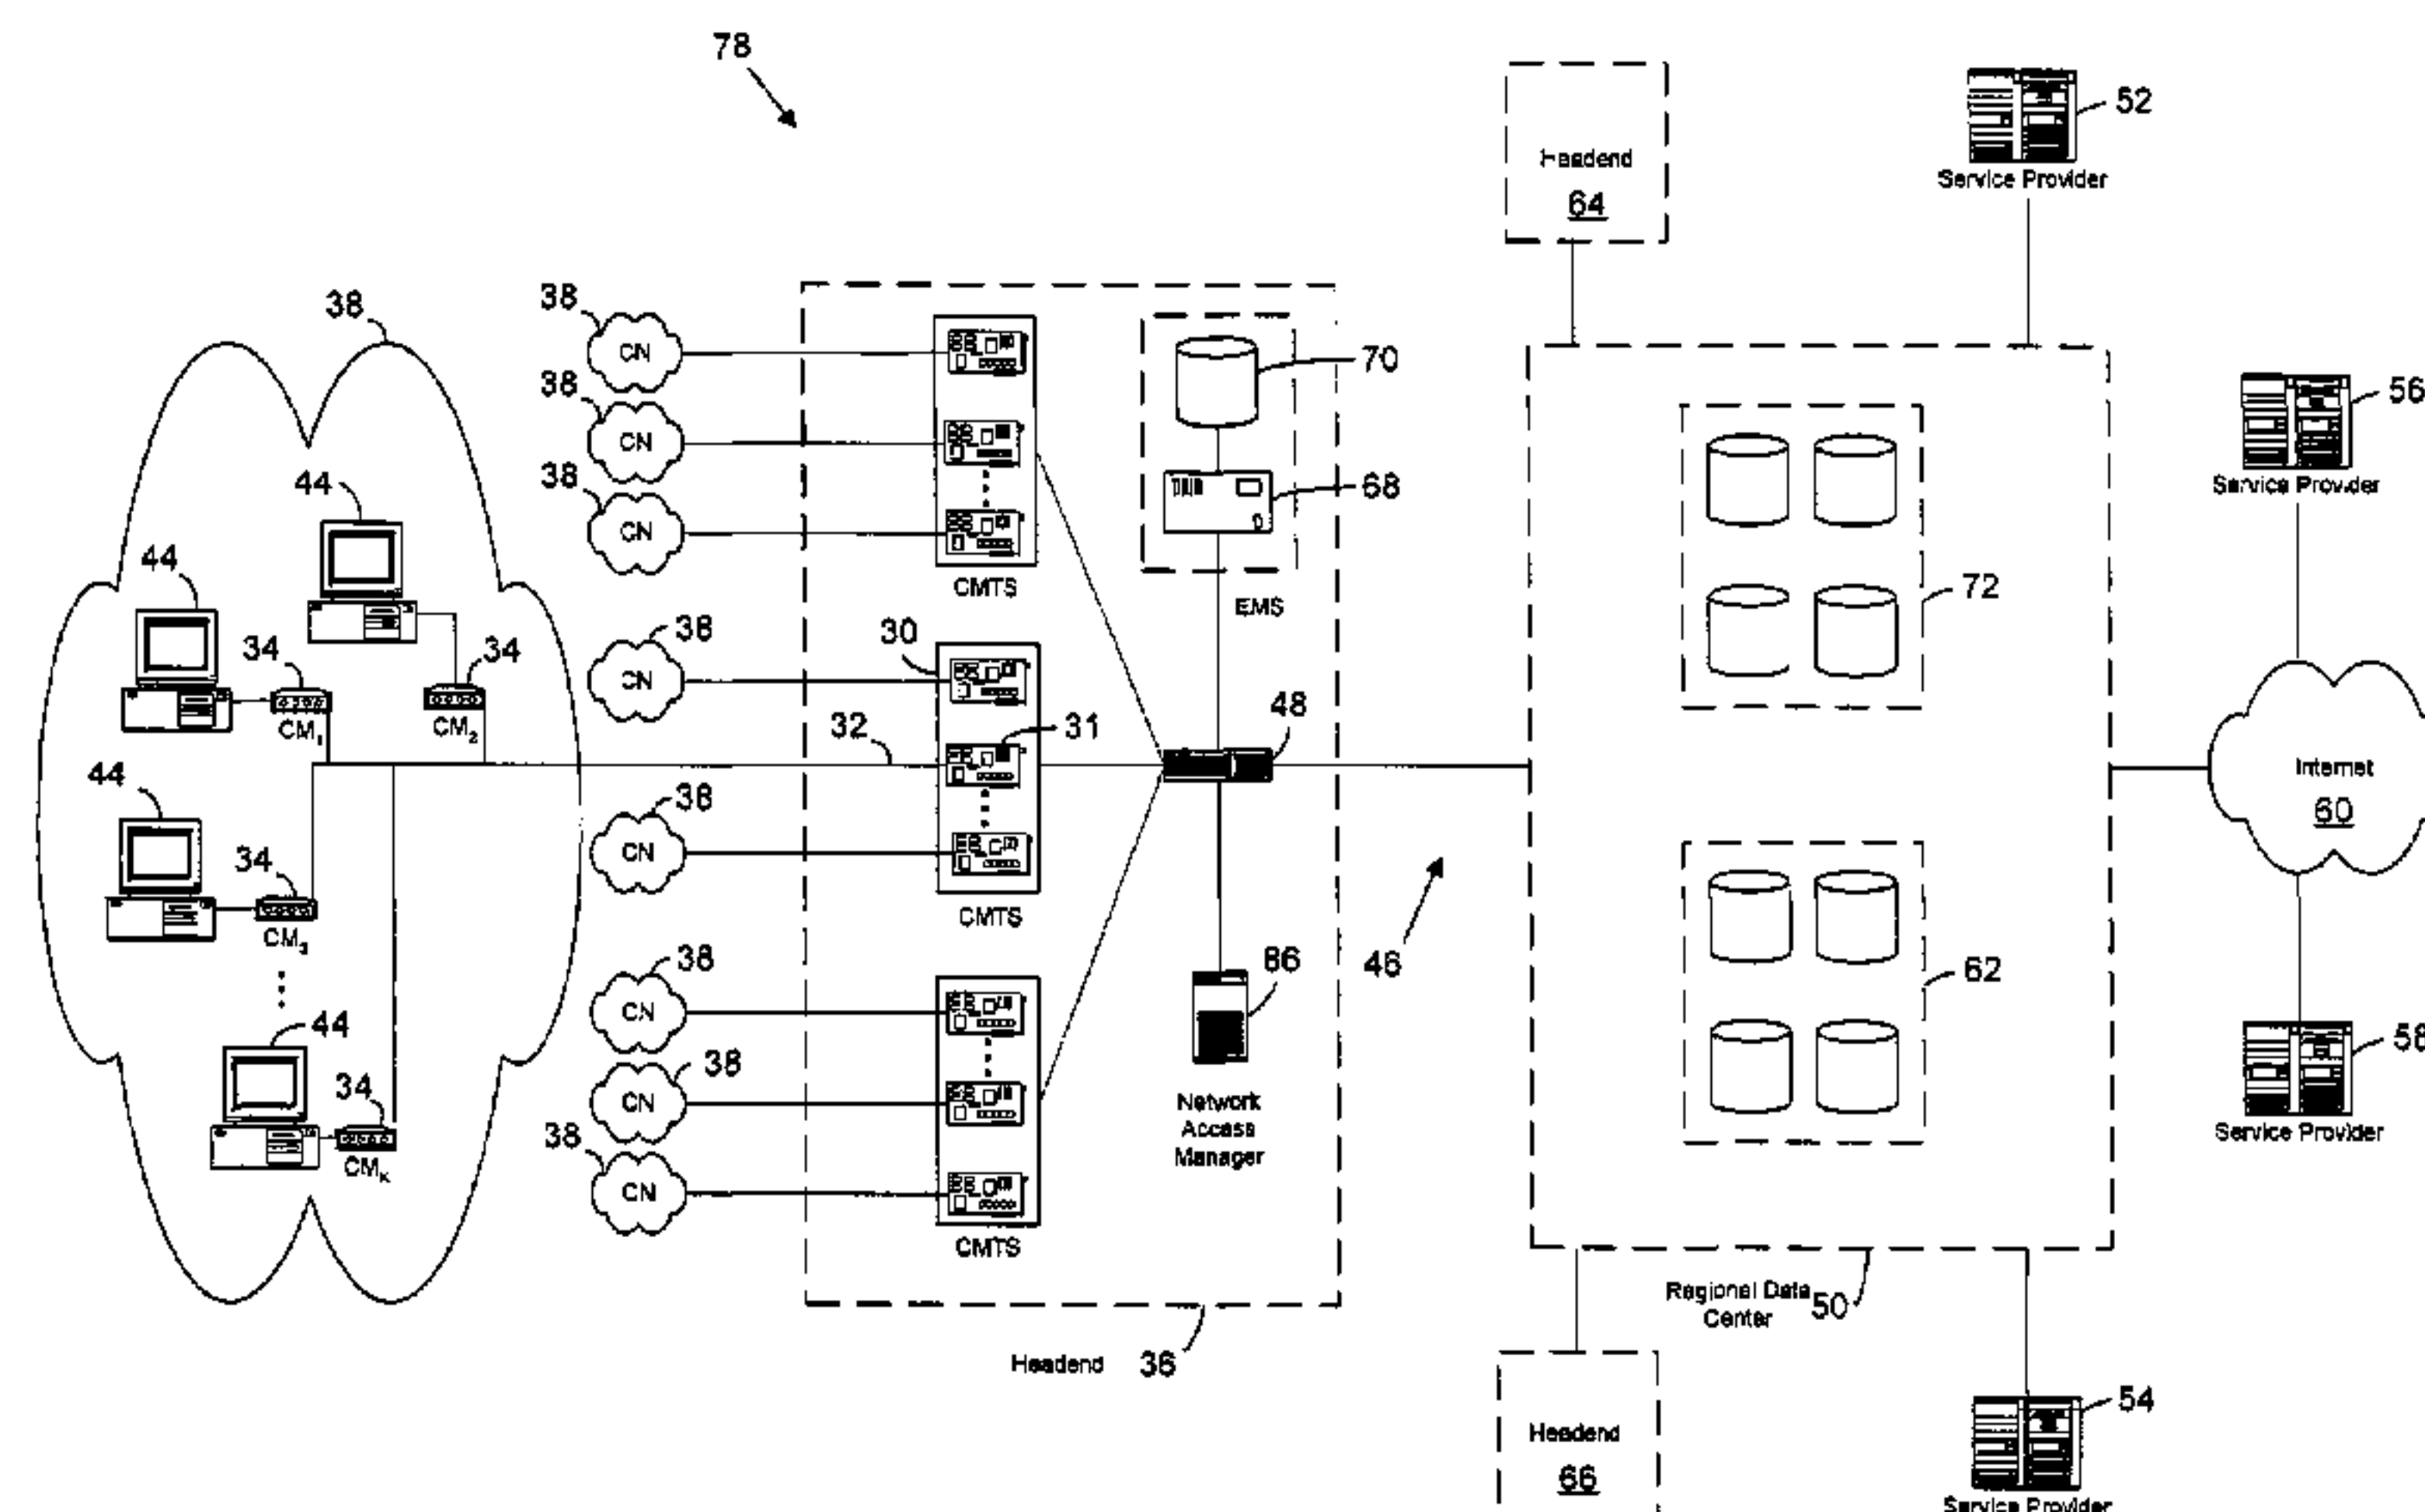 78
52
Headend
64
Service Provider
38
38
CN
70
56
38
CN
Service Provider
68
44
38
CN
44
CMTS
EMS
72
38
CN
30
34
34
CM1
CM2
32
31
48
Internet
60
44
38
CN
34
CM3
CMTS
46
62
38
CN
86
44
38
CN
58
34
CMK
38
CN
Network
Access
Manager
Service Provider
CMTS
Regional Data
Center
50
Headend
36
54
Headend
66
Service Provider